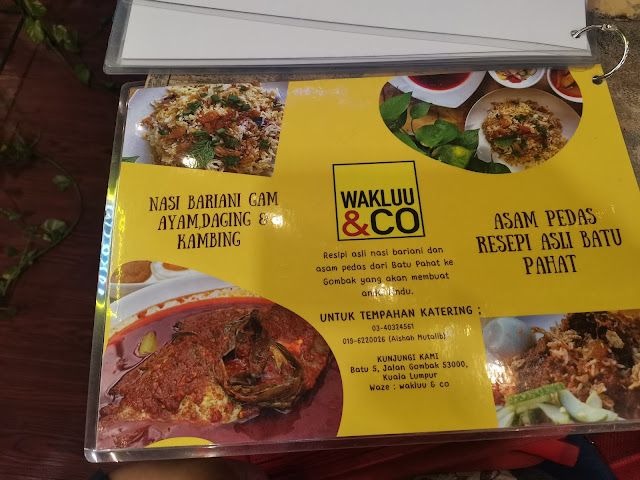 NASI BARIANI GAM
AYAM,DAGING &
KAMBING
WAKLUU
&CO
Resipi asli nasi bariani dan
asam pedas dari Batu Pahat ke
Gombak yang akan membuat
UNTUK TEMPAHAN KATERING :
03-40324561
019-6220026 (Aishah Mutalib)
KUNJUNGI KAMI
Batu 5, Jalan Gombak 53000,
Kuala Lumpur
Waze : wakluu & co
ASAM PEDAS
RESEPI ASLI BATU
PAHAT